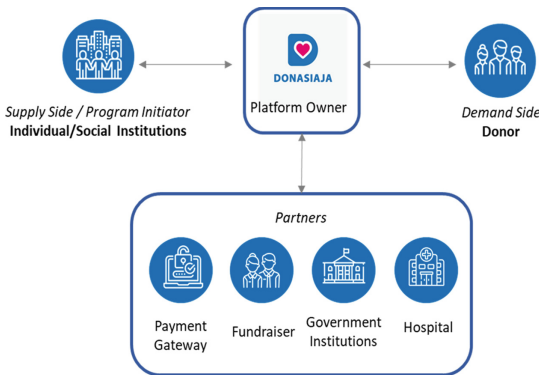 DONASIAJA
Platform Owner
Supply Side / Program Initiator
Individual/Social Institutions
Demand Side
Donor
Partners
Payment
Gateway
Fundraiser
Government
Institutions
Hospital